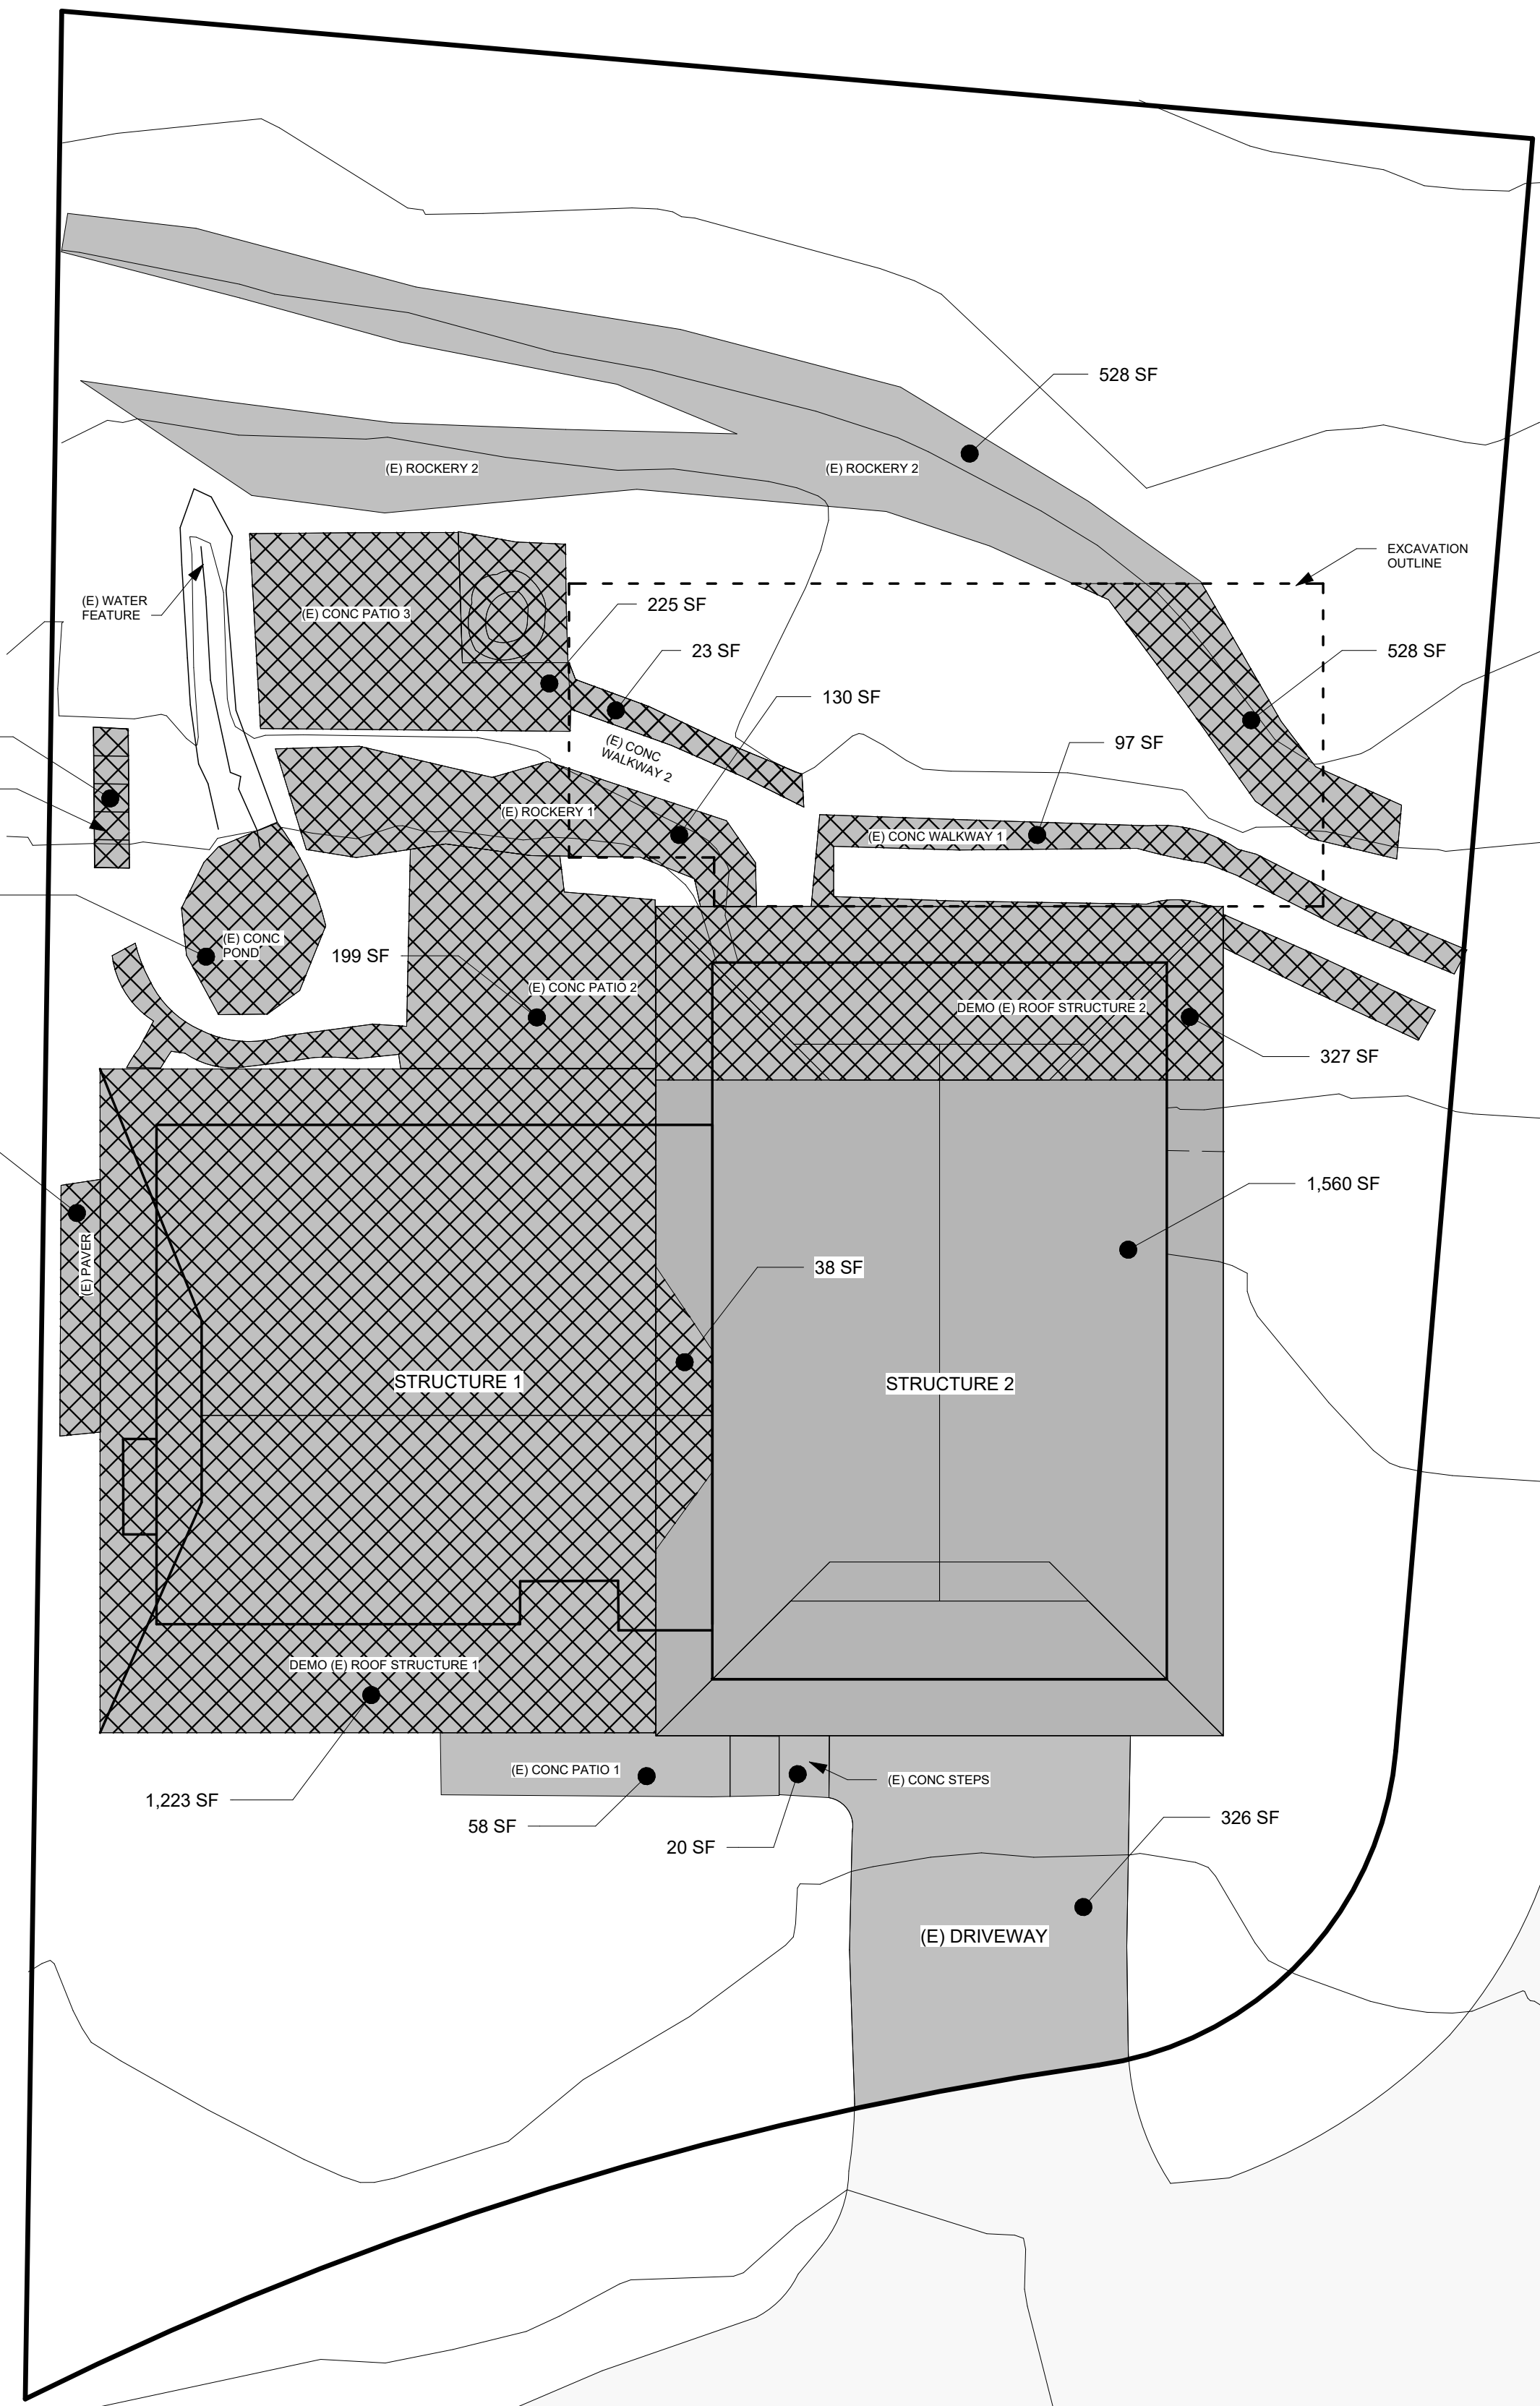 528 SF
(E) ROCKERY 2
(E) ROCKERY 2
EXCAVATION
OUTLINE
(E) WATER
FEATURE
225 SF
(E) CONC PATIO 3
23 SF
528 SF
130 SF
(E) CONC
WALKWAY 2
97 SF
(E) ROCKERY 1
(E) CONC WALKWAY 1
(E) CONC
POND
199 SF
(E) CONC PATIO 2
DEMO (E) ROOF STRUCTURE 2
327 SF
1,560 SF
(E) PAVER
38 SF
STRUCTURE 1
STRUCTURE 2
DEMO (E) ROOF STRUCTURE 1
(E) CONC PATIO 1
(E) CONC STEPS
1,223 SF
58 SF
20 SF
326 SF
(E) DRIVEWAY